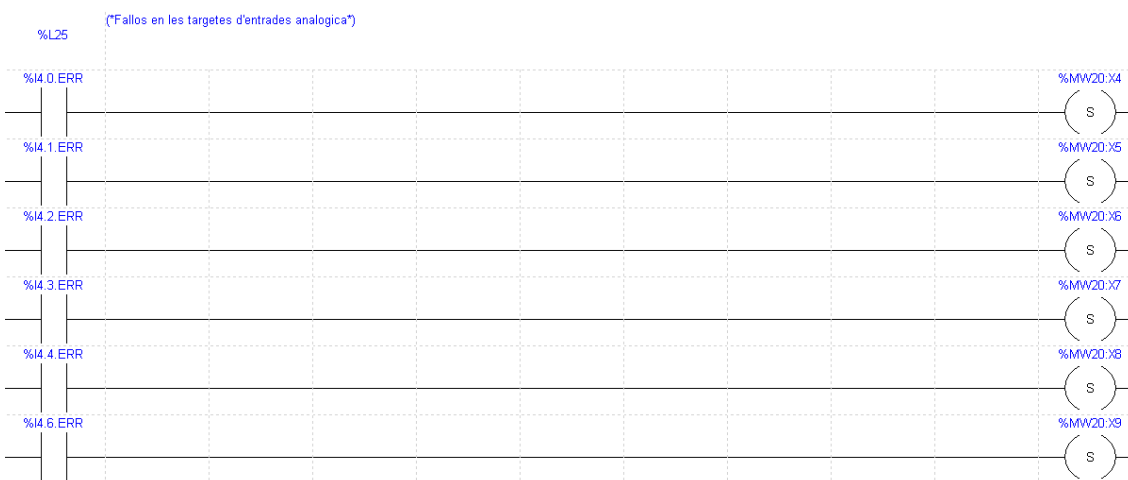 (*Fallos en les targetes d'entrades analogica*)
%L25
%I4.0.ERR %MW20:X4
S
%I4.1.ERR %MW20:X5
S
%I4.2.ERR %MW20:X6
S
%I4.3.ERR %MW20:X7
S
%I4.4.ERR %MW20:X8
S
%I4.6.ERR %MW20:X9
S